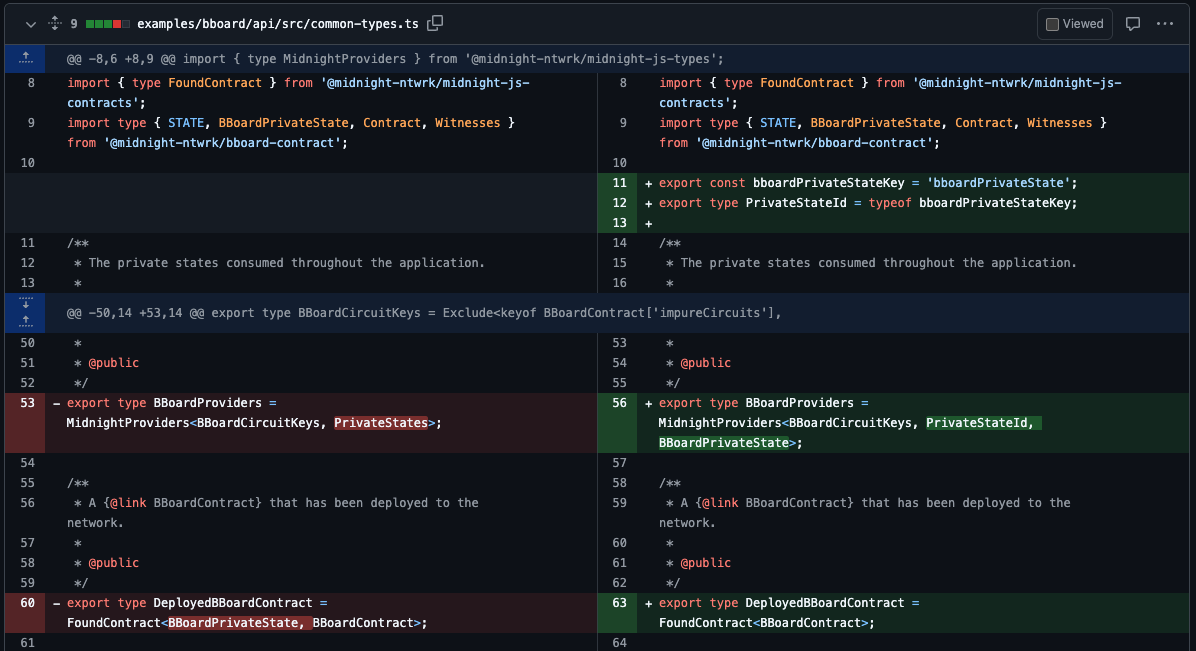 9 examples/bboard/api/src/common-types.ts Viewed
@@ -8,6 +8,9 @@ import { type MidnightProviders } from '@midnight-ntwrk/midnight-js-types';
8 import { type FoundContract } from '@midnight-ntwrk/midnight-js-
contracts';
9 import type { STATE, BBoardPrivateState, Contract, Witnesses }
from '@midnight-ntwrk/bboard-contract';
10
11 /**
12 * The private states consumed throughout the application.
13 *
8 import { type FoundContract } from '@midnight-ntwrk/midnight-js-
contracts';
9 import type { STATE, BBoardPrivateState, Contract, Witnesses }
from '@midnight-ntwrk/bboard-contract';
10
11 + export const bboardPrivateStateKey = 'bboardPrivateState';
12 + export type PrivateStateId = typeof bboardPrivateStateKey;
13 +
14 /**
15 * The private states consumed throughout the application.
16 *
@@ -50,14 +53,14 @@ export type BBoardCircuitKeys = Exclude<keyof BBoardContract['impureCircuits'],
50 *
51 * @public
52 */
53 - export type BBoardProviders =
MidnightProviders<BBoardCircuitKeys, PrivateStates>;
54
55 /**
56 * A {@link BBoardContract} that has been deployed to the
network.
57 *
58 * @public
59 */
60 - export type DeployedBBoardContract =
FoundContract<BBoardPrivateState, BBoardContract>;
61
53 *
54 * @public
55 */
56 + export type BBoardProviders =
MidnightProviders<BBoardCircuitKeys, PrivateStateId,
BBoardPrivateState>;
57
58 /**
59 * A {@link BBoardContract} that has been deployed to the
network.
60 *
61 * @public
62 */
63 + export type DeployedBBoardContract =
FoundContract<BBoardContract>;
64